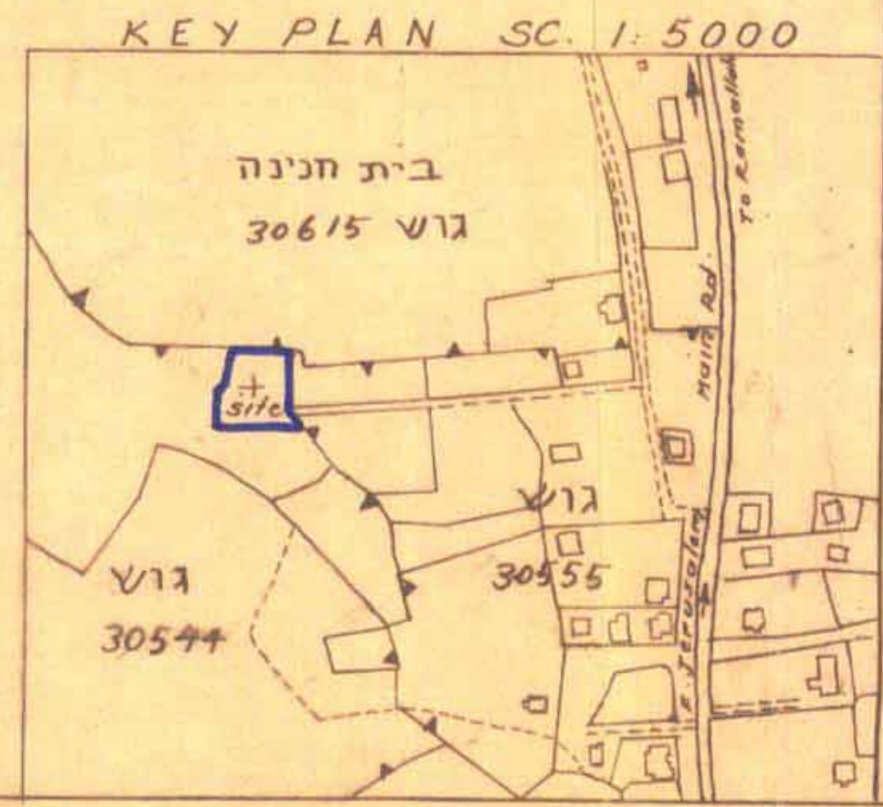 KEY PLAN SC. 1:5000
בית חנינה
גוש 30615
To Ramallah
Main Rd.
site
גוש
30555
גוש
30544
E. Jerusalem